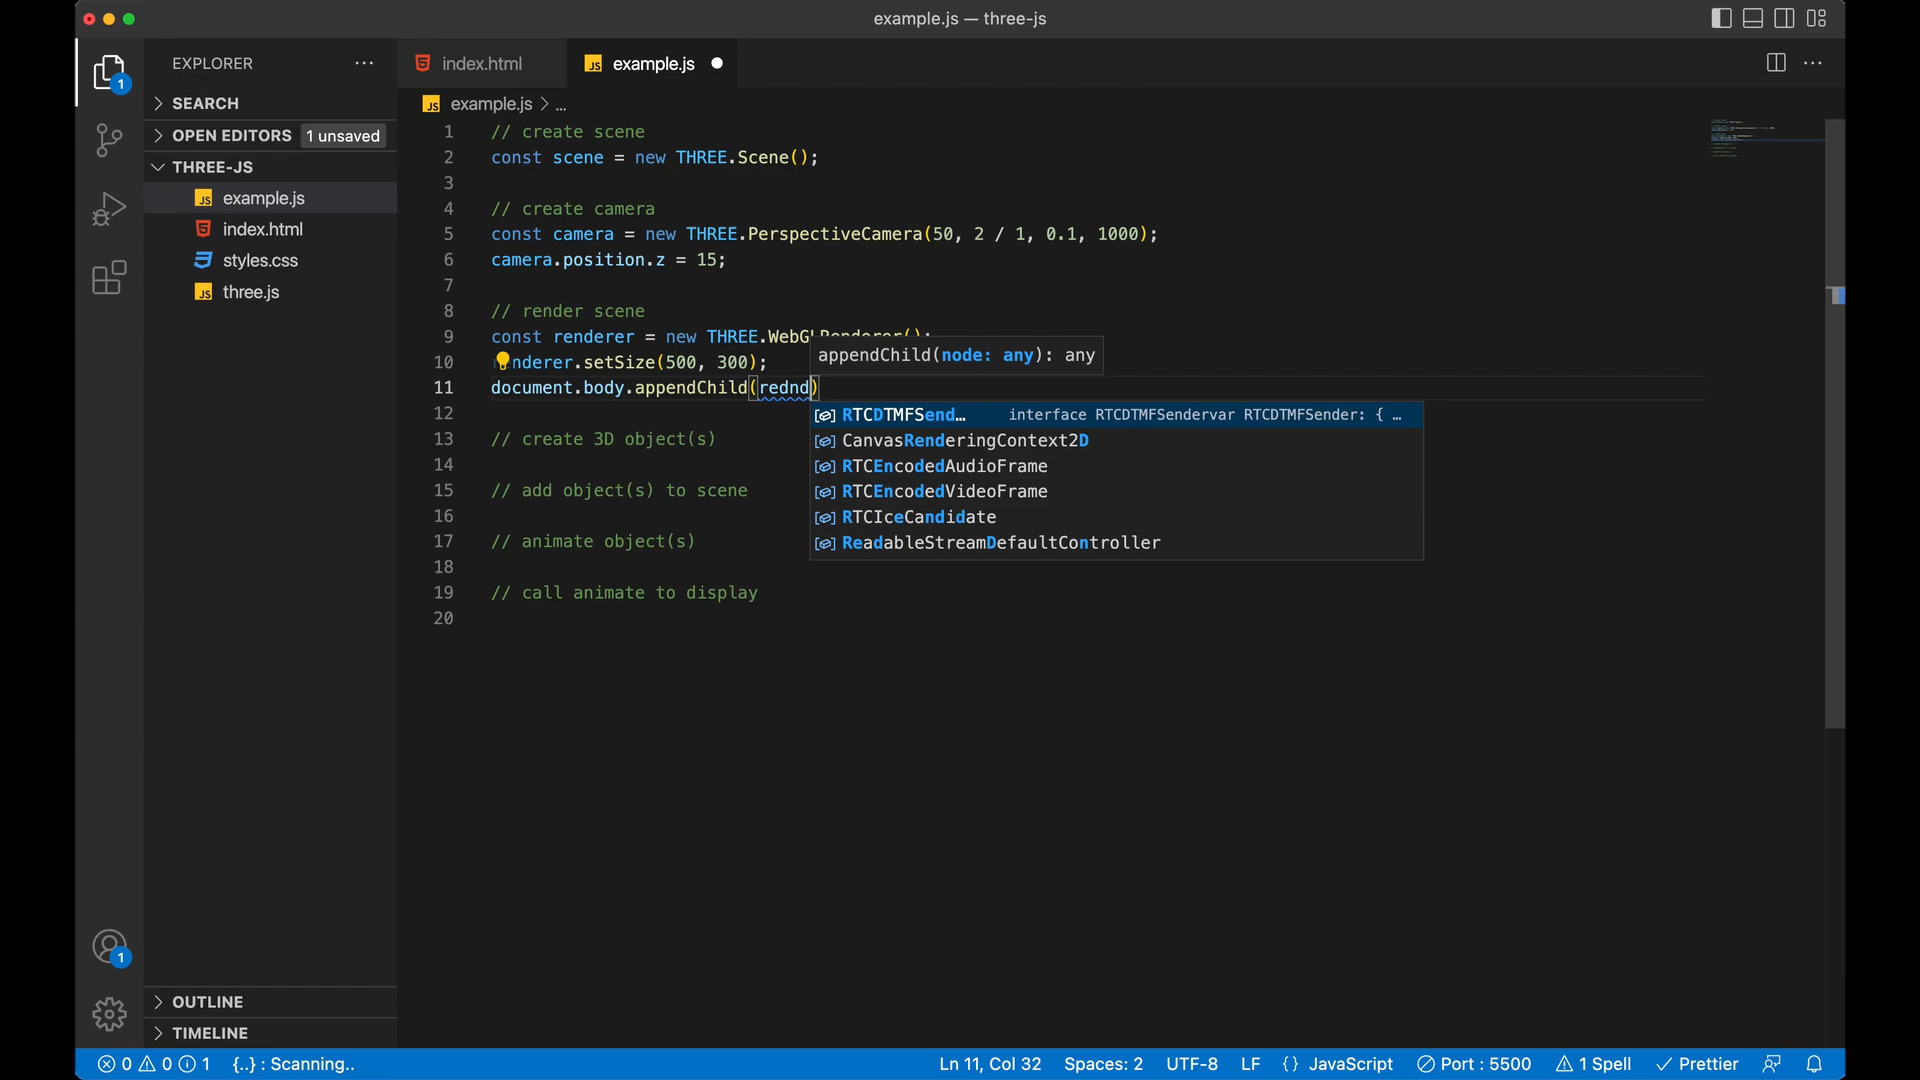 example.js — three-js
EXPLORER
index.html
example.js
SEARCH
example.js > ...
OPEN EDITORS 1 unsaved
THREE-JS
example.js
index.html
styles.css
three.js
1 // create scene
2 const scene = new THREE.Scene();
3
4 // create camera
5 const camera = new THREE.PerspectiveCamera(50, 2 / 1, 0.1, 1000);
6 camera.position.z = 15;
7
8 // render scene
9 const renderer = new THREE.WebGLRenderer();
appendChild(node: any): any
10 nderer.setSize(500, 300);
11 document.body.appendChild(rednd)
12
RTCDTMFSend… interface RTCDTMFSendervar RTCDTMFSender: { …
CanvasRenderingContext2D
RTCEncodedAudioFrame
RTCEncodedVideoFrame
RTCIceCandidate
ReadableStreamDefaultController
13 // create 3D object(s)
14
15 // add object(s) to scene
16
17 // animate object(s)
18
19 // call animate to display
20
1
1
OUTLINE
TIMELINE
0 0 1 {..} : Scanning.. Ln 11, Col 32 Spaces: 2 UTF-8 LF {} JavaScript Port : 5500 1 Spell Prettier